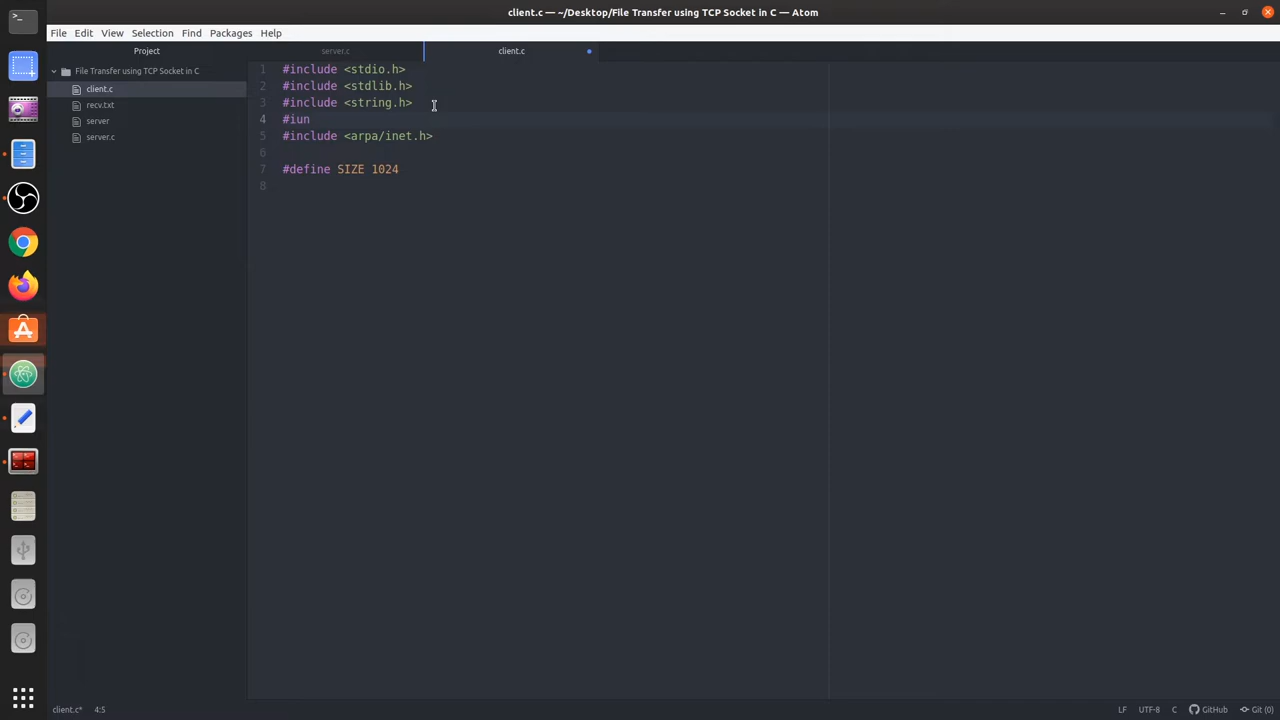 client.c — ~/Desktop/File Transfer using TCP Socket in C — Atom
File Edit View Selection Find Packages Help
Project
server.c
client.c
File Transfer using TCP Socket in C
client.c
recv.txt
server
server.c
1 #include <stdio.h>
2 #include <stdlib.h>
3 #include <string.h>
4 #iun
5 #include <arpa/inet.h>
6
7 #define SIZE 1024
8
client.c* 4:5
LF UTF-8 C GitHub Git (0)